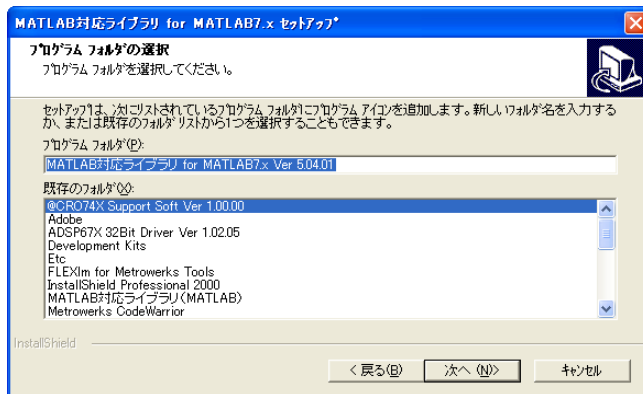 MATLAB対応ライブラリ for MATLAB7.x セットアップ
プログラム フォルダの選択
プログラム フォルダを選択してください。
セットアップは、次にリストされているプログラム フォルダにプログラム アイコンを追加します。新しいフォルダ名を入力する
か、または既存のフォルダ リストから1つを選択することもできます。
プログラム フォルダ(P):
MATLAB対応ライブラリ for MATLAB7.x Ver 5.04.01
既存のフォルダ(X):
@CRO74X Support Soft Ver 1.00.00
Adobe
ADSP67X 32Bit Driver Ver 1.02.05
Development Kits
Etc
FLEXlm for Metrowerks Tools
InstallShield Professional 2000
MATLAB対応ライブラリ(MATLAB)
Metrowerks CodeWarrior
InstallShield
< 戻る(B)
次へ (N)>
キャンセル